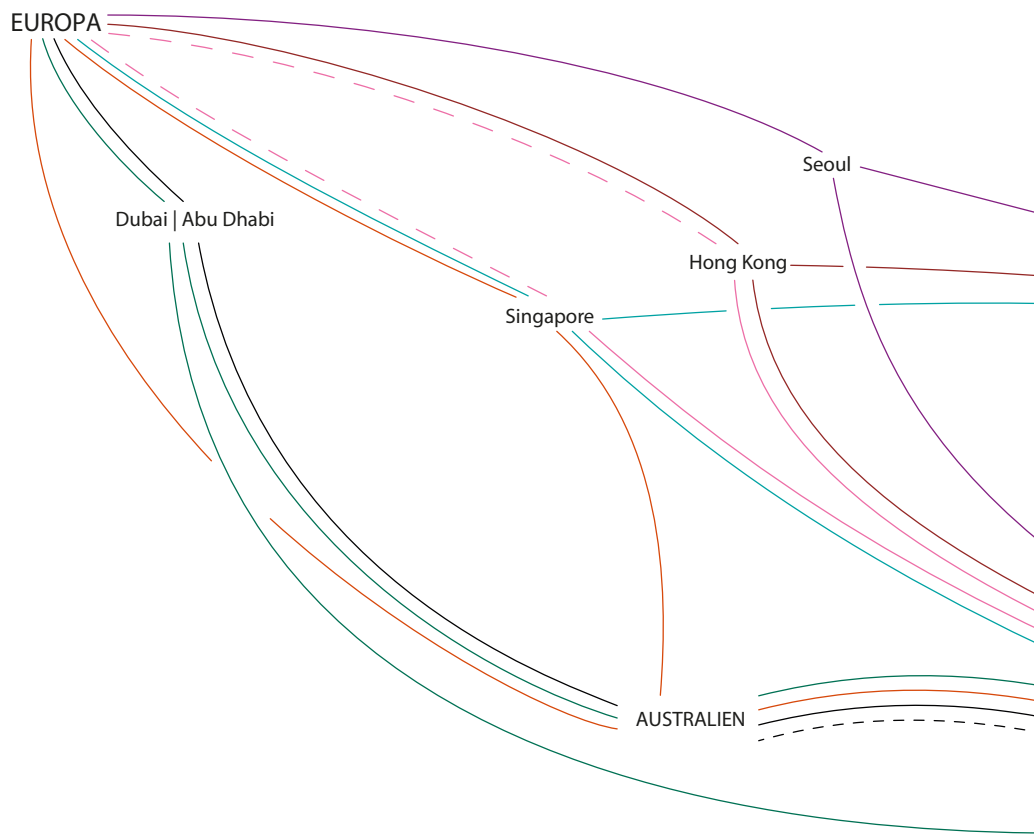 EUROPA
Seoul
Dubai | Abu Dhabi
Hong Kong
Singapore
AUSTRALIEN